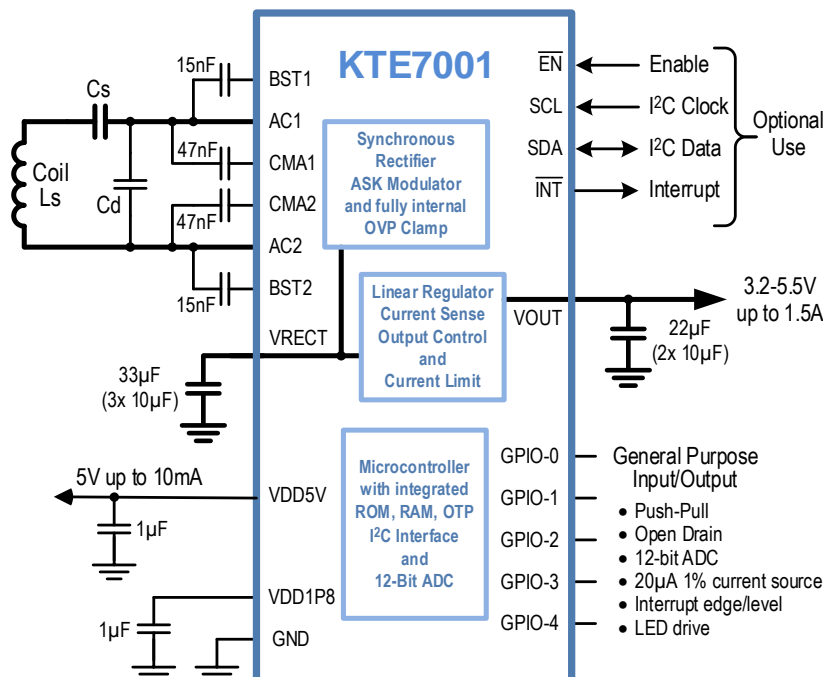 KTE7001
15nF
BST1
Cs
AC1
47nF
CMA1
Coil
Ls
Cd
CMA2
47nF
AC2
15nF
BST2
VRECT
33µF
(3x 10µF)
5V up to 10mA
VDD5V
1µF
VDD1P8
1µF
GND
Synchronous
Rectifier
ASK Modulator
and fully internal
OVP Clamp
Linear Regulator
Current Sense
Output Control
and
Current Limit
Microcontroller
with integrated
ROM, RAM, OTP
I²C Interface
and
12-Bit ADC
EN
Enable
SCL
I²C Clock
SDA
I²C Data
INT
Interrupt
Optional
Use
VOUT
3.2-5.5V
up to 1.5A
22µF
(2x 10µF)
GPIO-0
GPIO-1
GPIO-2
GPIO-3
GPIO-4
General Purpose
Input/Output
• Push-Pull
• Open Drain
• 12-bit ADC
• 20µA 1% current source
• Interrupt edge/level
• LED drive